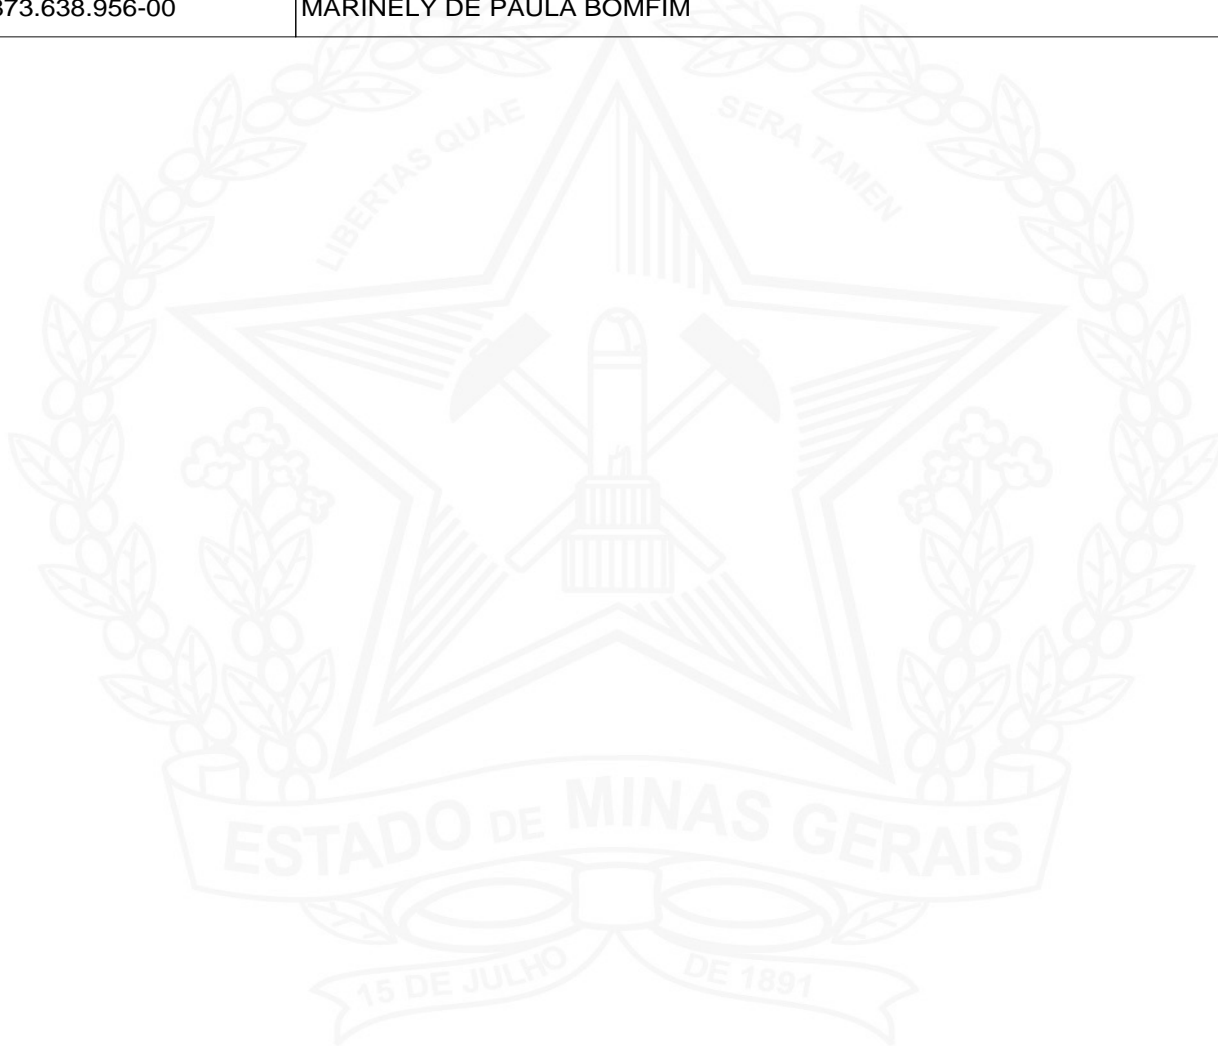 873.638.956-00 MARINELY DE PAULA BOMFIM
LIBERTAS QUAE SERA TAMEN
ESTADO DE MINAS GERAIS
15 DE JULHO DE 1891